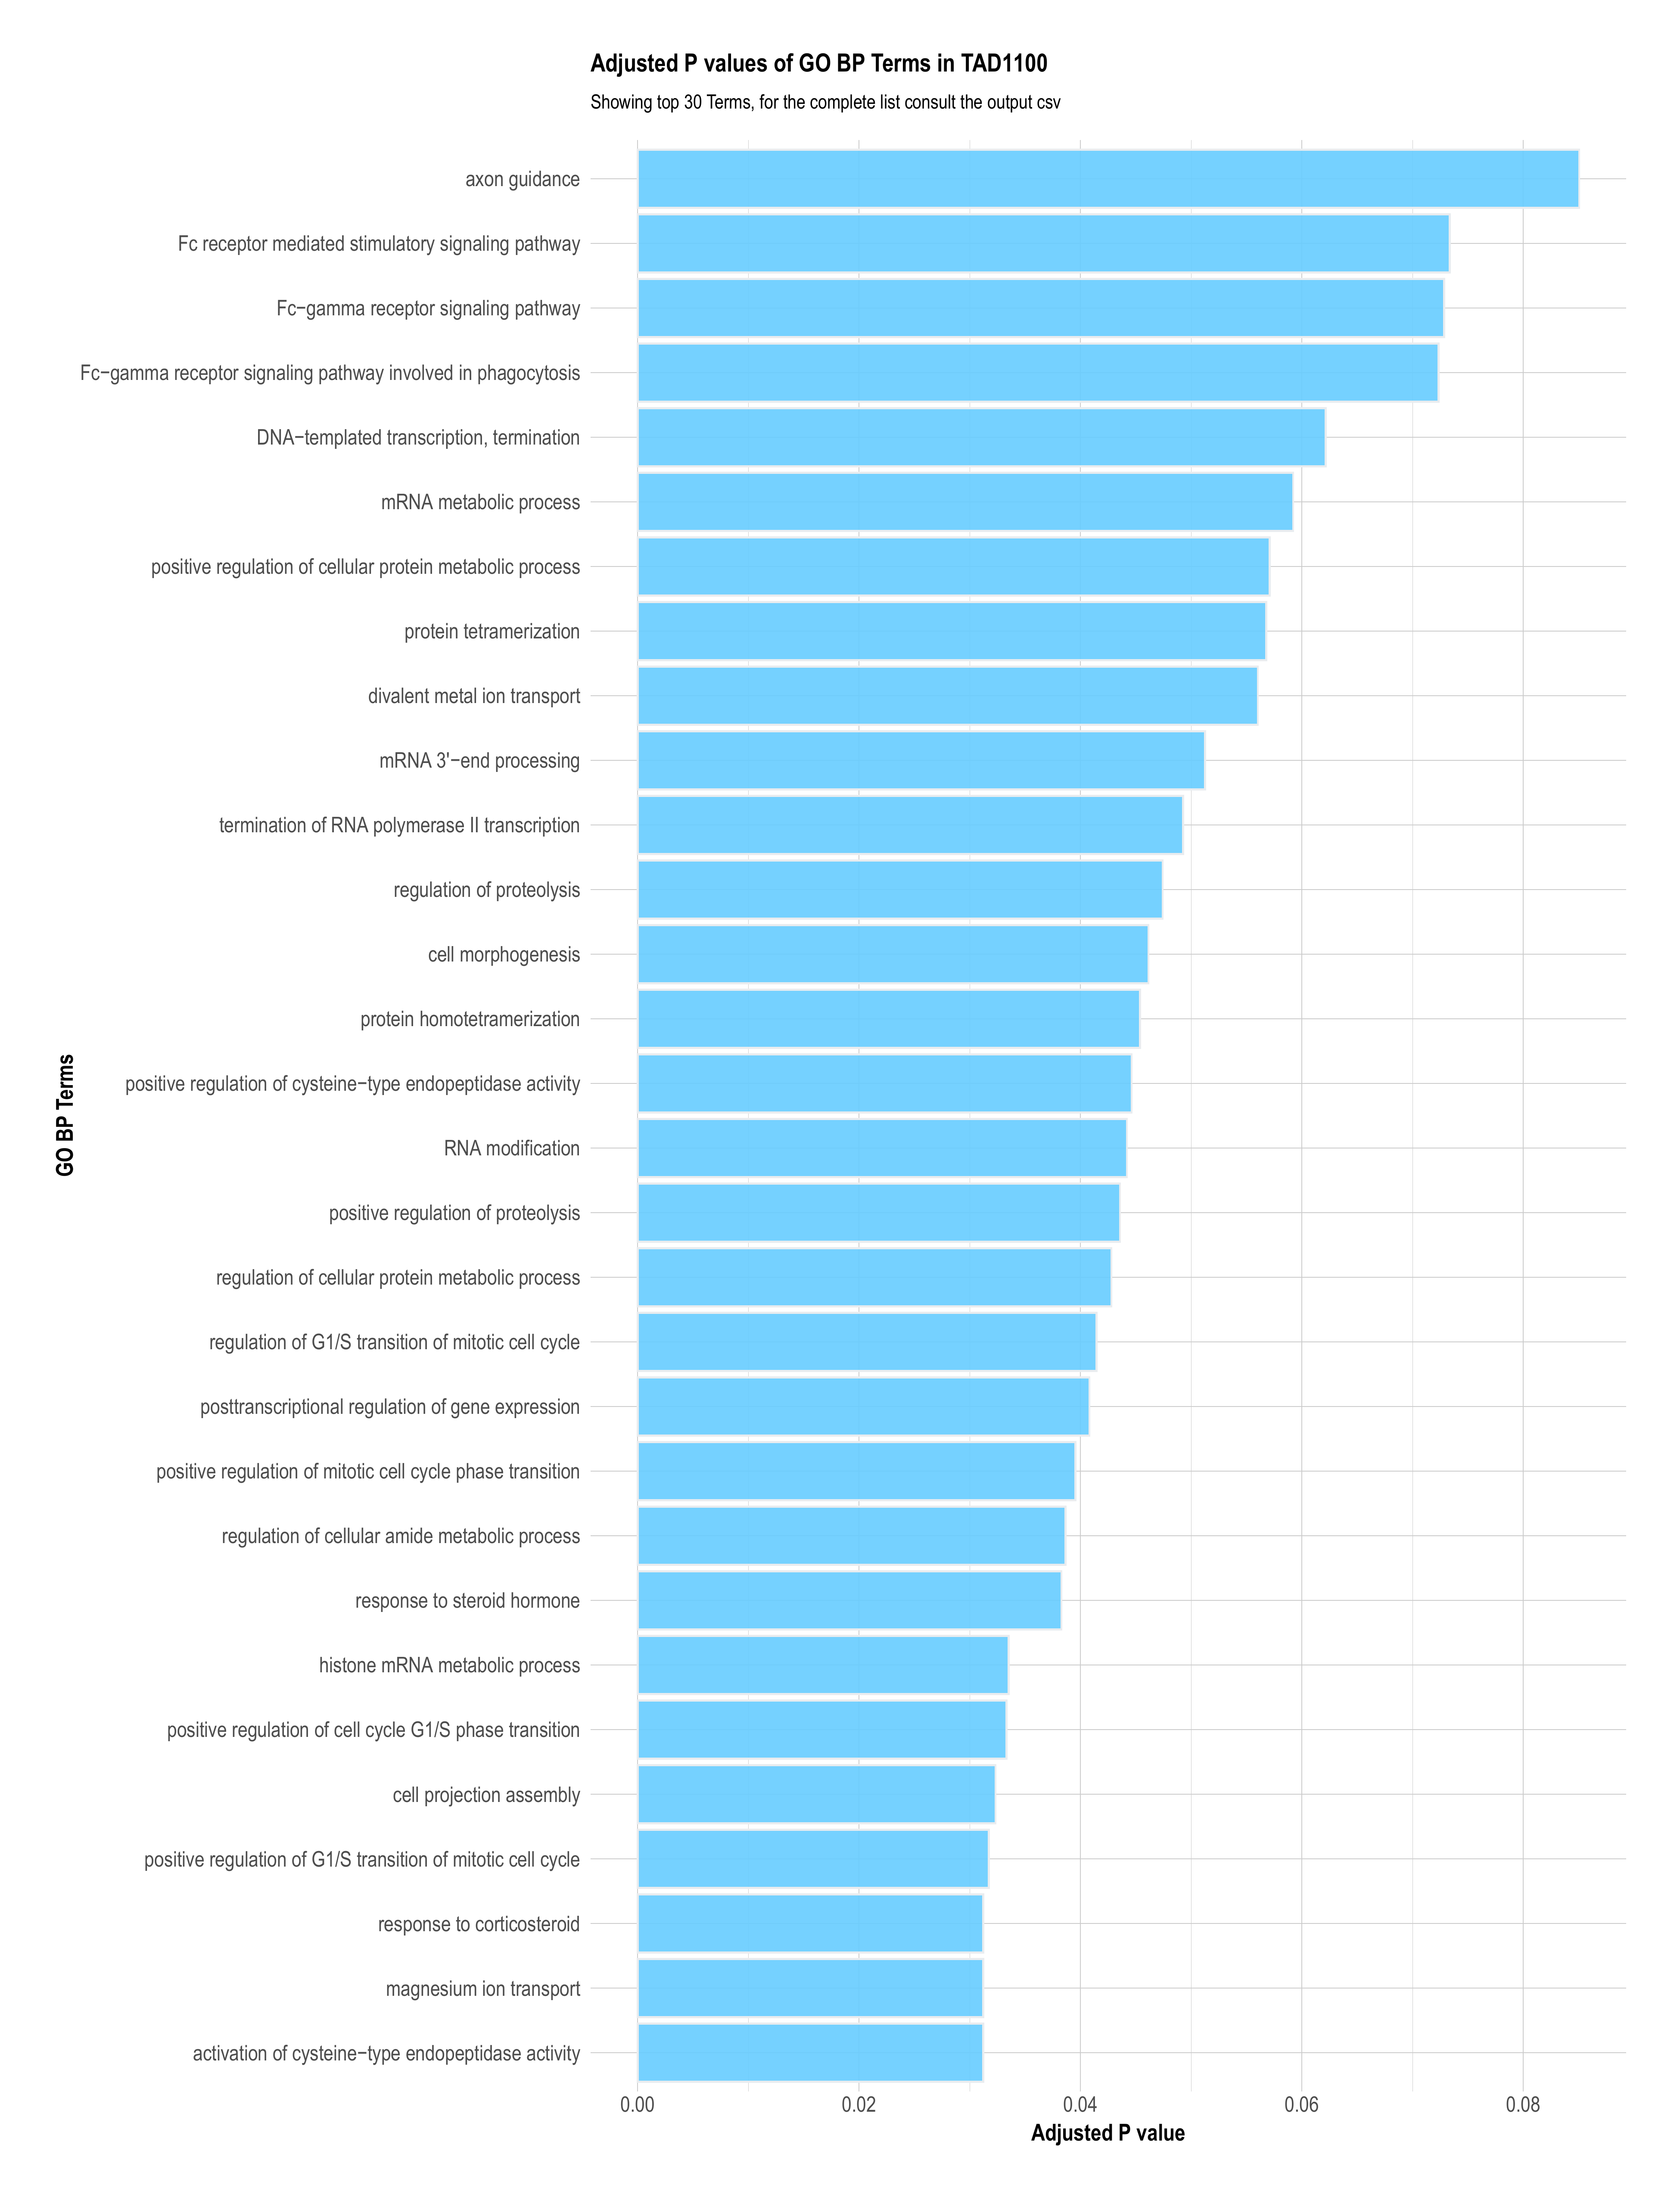 Adjusted P values of GO BP Terms in TAD1100
Showing top 30 Terms, for the complete list consult the output csv
axon guidance
Fc receptor mediated stimulatory signaling pathway
Fc−gamma receptor signaling pathway
Fc−gamma receptor signaling pathway involved in phagocytosis
DNA−templated transcription, termination
mRNA metabolic process
positive regulation of cellular protein metabolic process
protein tetramerization
divalent metal ion transport
mRNA 3'−end processing
termination of RNA polymerase II transcription
regulation of proteolysis
cell morphogenesis
protein homotetramerization
positive regulation of cysteine−type endopeptidase activity
RNA modification
positive regulation of proteolysis
regulation of cellular protein metabolic process
regulation of G1/S transition of mitotic cell cycle
posttranscriptional regulation of gene expression
positive regulation of mitotic cell cycle phase transition
regulation of cellular amide metabolic process
response to steroid hormone
histone mRNA metabolic process
positive regulation of cell cycle G1/S phase transition
cell projection assembly
positive regulation of G1/S transition of mitotic cell cycle
response to corticosteroid
magnesium ion transport
activation of cysteine−type endopeptidase activity
GO BP Terms
0.00 0.02 0.04 0.06 0.08
Adjusted P value